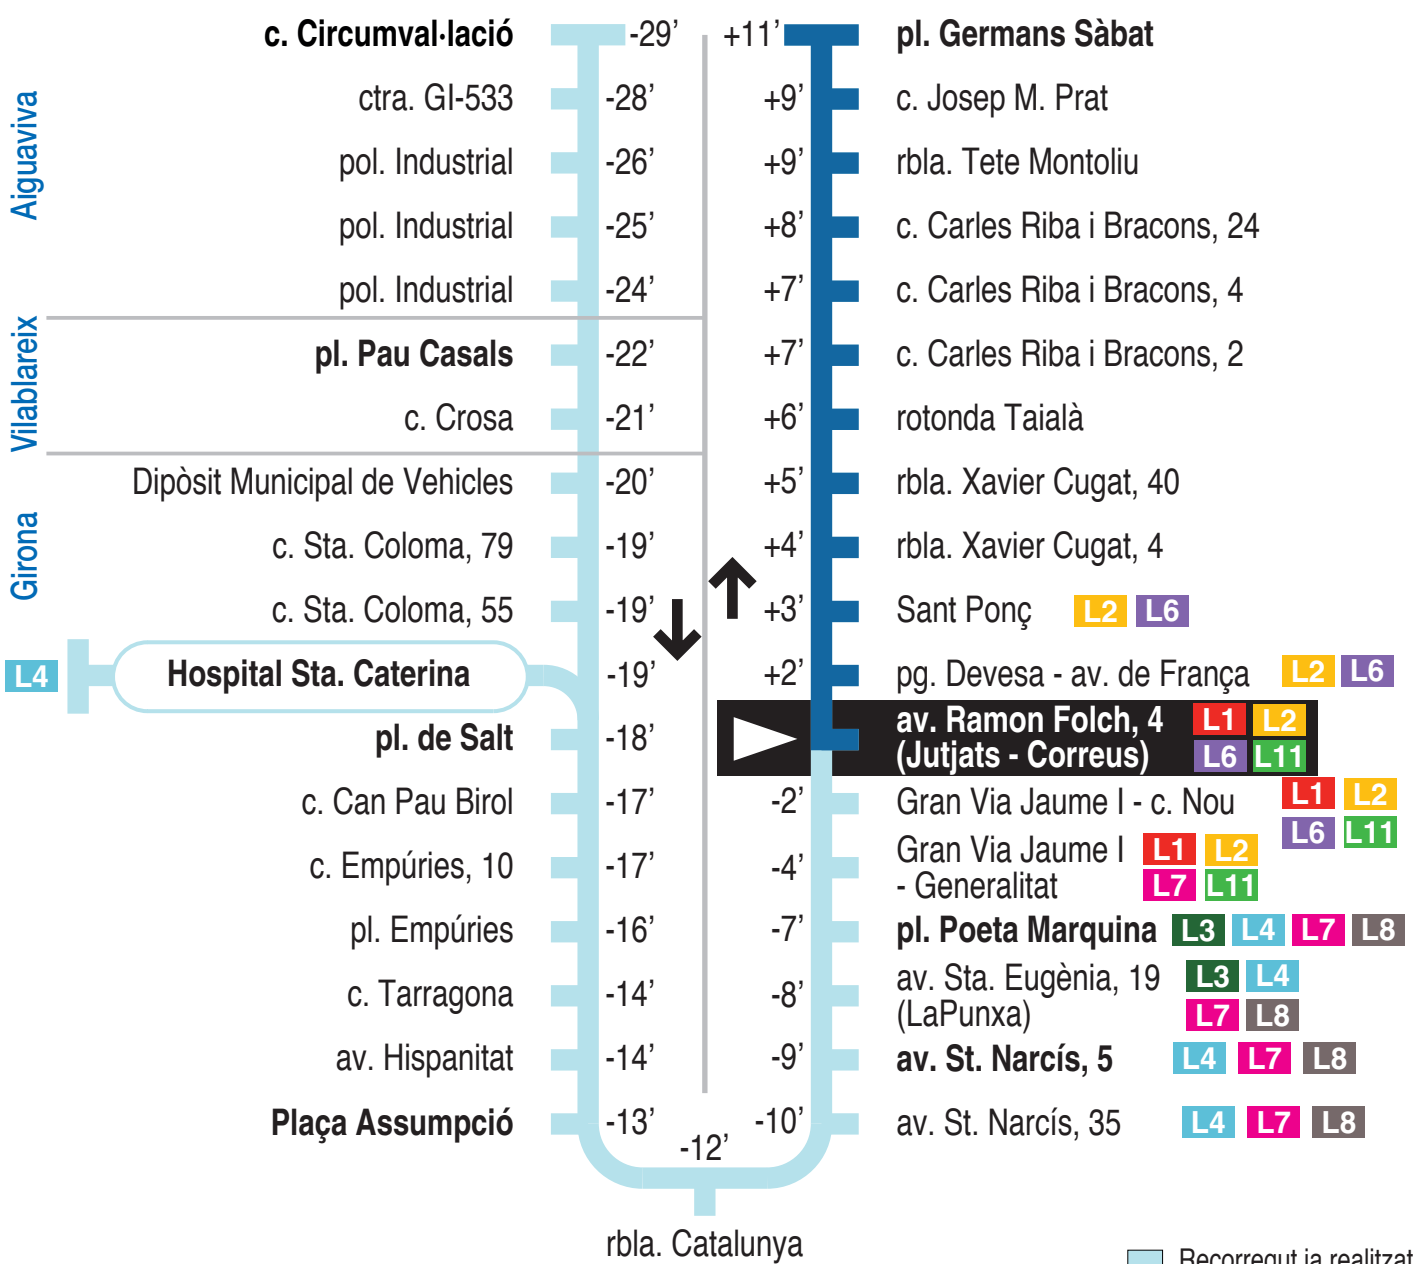 c. Circumval·lació -29’
ctra. GI-533 -28’
pol. Industrial -26’
pol. Industrial -25’
pol. Industrial -24’
pl. Pau Casals -22’
c. Crosa -21’
Dipòsit Municipal de Vehicles -20’
c. Sta. Coloma, 79 -19’
c. Sta. Coloma, 55 -19’
L4 Hospital Sta. Caterina -19’
pl. de Salt -18’
c. Can Pau Birol -17’
c. Empúries, 10 -17’
pl. Empúries -16’
c. Tarragona -14’
av. Hispanitat -14’
Plaça Assumpció -13’
Aiguaviva
Vilablareix
Girona
-12’
rbla. Catalunya
+11’ pl. Germans Sàbat
+9’ c. Josep M. Prat
+9’ rbla. Tete Montoliu
+8’ c. Carles Riba i Bracons, 24
+7’ c. Carles Riba i Bracons, 4
+7’ c. Carles Riba i Bracons, 2
+6’ rotonda Taialà
+5’ rbla. Xavier Cugat, 40
+4’ rbla. Xavier Cugat, 4
+3’ Sant Ponç L2 L6
+2’ pg. Devesa - av. de França L2 L6
av. Ramon Folch, 4 L1 L2
(Jutjats - Correus) L6 L11
-2’ Gran Via Jaume I - c. Nou L1 L2
L6 L11
-4’ Gran Via Jaume I L1 L2
- Generalitat L7 L11
-7’ pl. Poeta Marquina L3 L4 L7 L8
-8’ av. Sta. Eugènia, 19 L3 L4
(LaPunxa) L7 L8
-9’ av. St. Narcís, 5 L4 L7 L8
-10’ av. St. Narcís, 35 L4 L7 L8
Recorregut ja realitzat